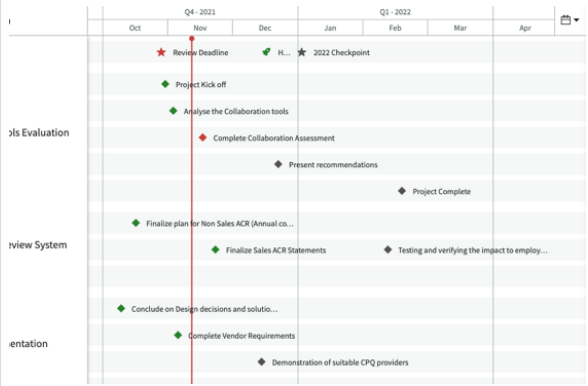 Q4 - 2021 Q1 - 2022
Oct Nov Dec Jan Feb Mar Apr
Review Deadline H... 2022 Checkpoint
Project Kick off
Analyse the Collaboration tools
ols Evaluation
Complete Collaboration Assessment
Present recommendations
Project Complete
Finalize plan for Non Sales ACR (Annual co...
eview System
Finalize Sales ACR Statements Testing and verifying the impact to employ...
Conclude on Design decisions and solutio...
Complete Vendor Requirements
entation
Demonstration of suitable CPQ providers